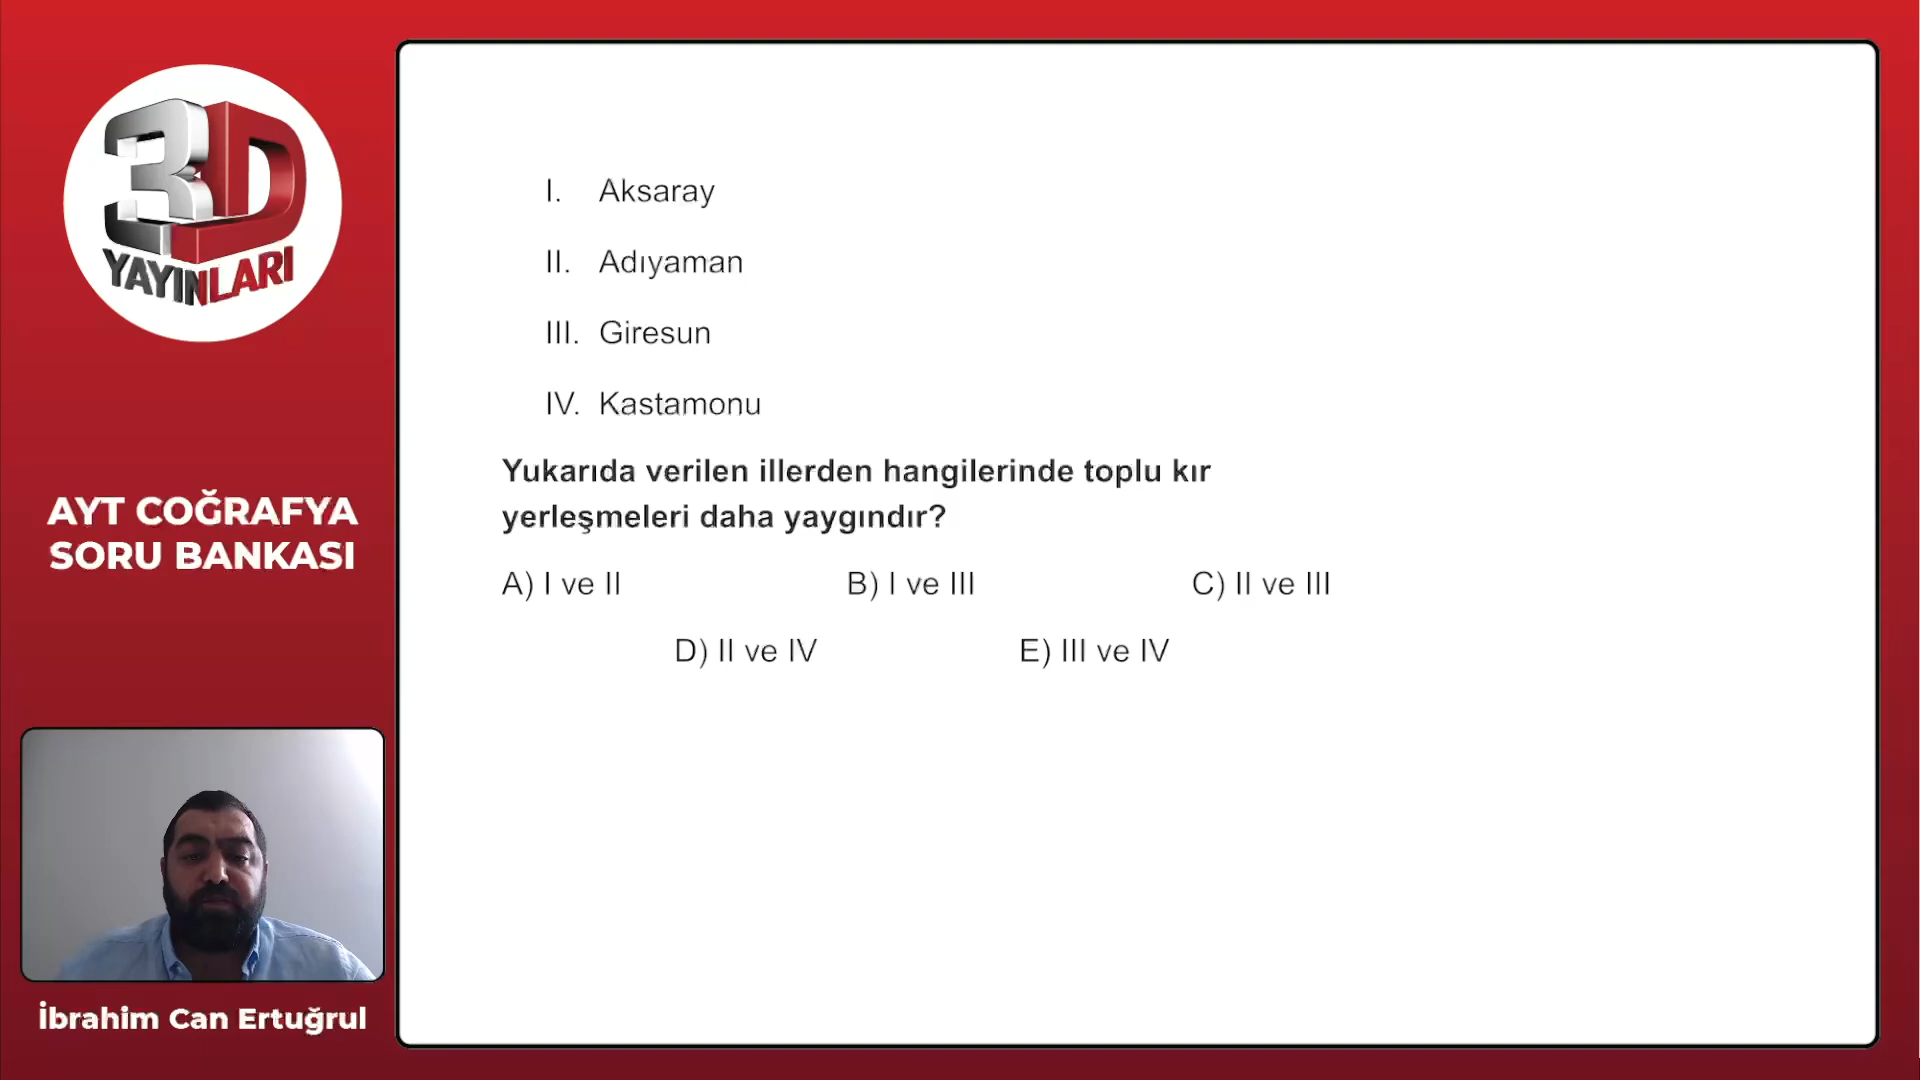 3D
YAYINLARI
AYT COĞRAFYA
SORU BANKASI
İbrahim Can Ertuğrul
I. Aksaray
II. Adıyaman
III. Giresun
IV. Kastamonu
Yukarıda verilen illerden hangilerinde toplu kır
yerleşmeleri daha yaygındır?
A) I ve II B) I ve III C) II ve III
D) II ve IV E) III ve IV